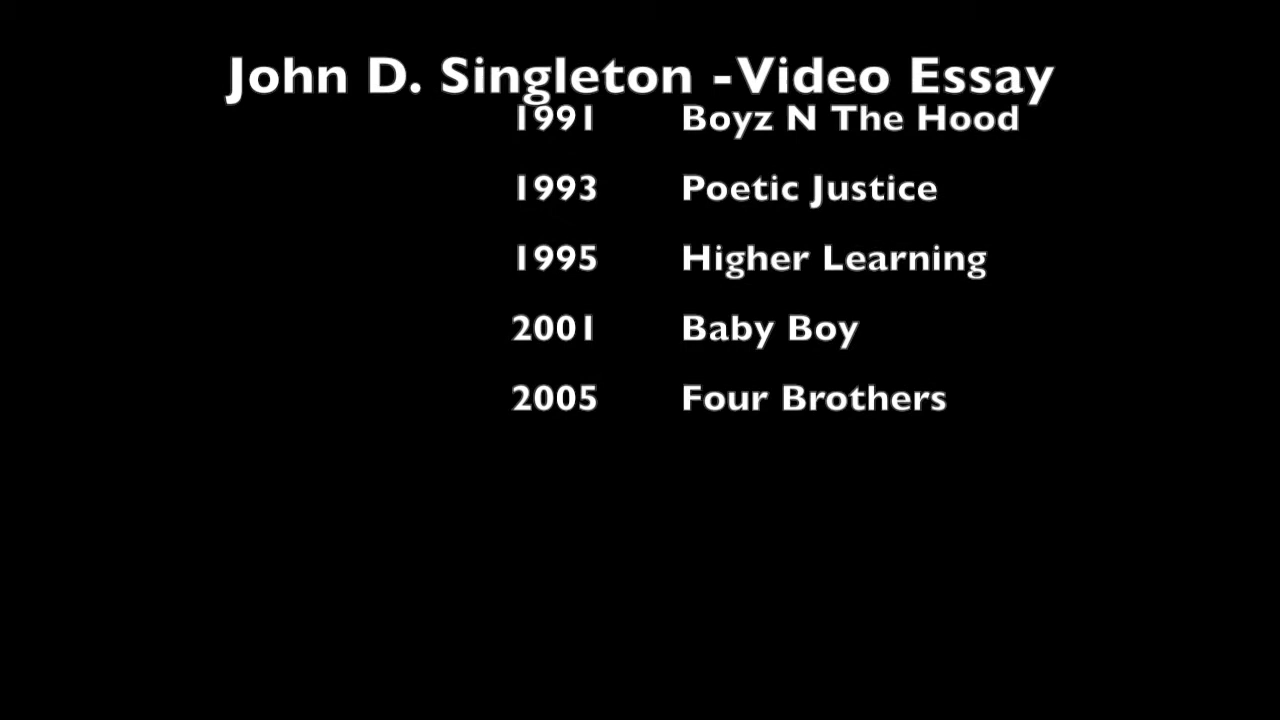 John D. Singleton -Video Essay
1991 Boyz N The Hood
1993 Poetic Justice
1995 Higher Learning
2001 Baby Boy
2005 Four Brothers